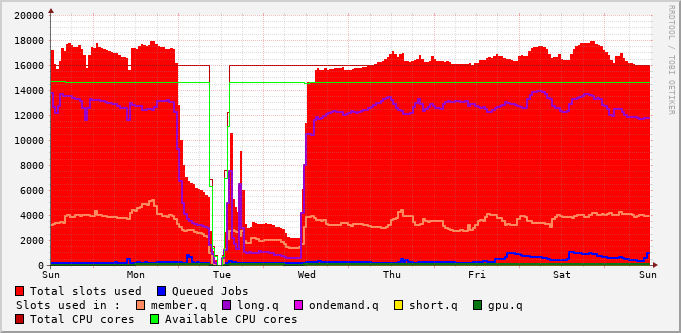 RRDTOOL / TOBI OETIKER
20000
18000
16000
14000
12000
10000
8000
6000
4000
2000
0
Sun Mon Tue Wed Thu Fri Sat Sun
Total slots used Queued Jobs
Slots used in : member.q long.q ondemand.q short.q gpu.q
Total CPU cores Available CPU cores